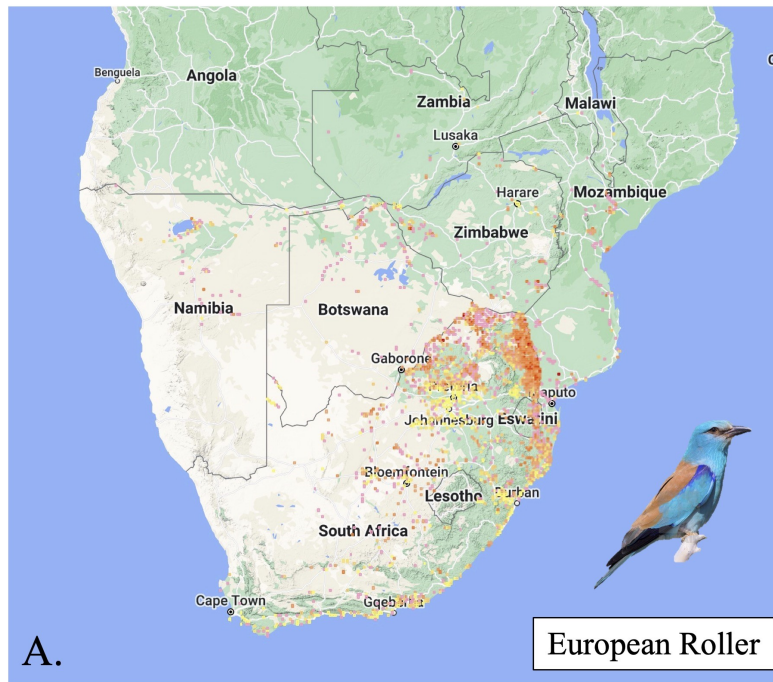 Benguela
Angola
Zambia
Malawi
Lusaka
Harare
Mozambique
Zimbabwe
Namibia
Botswana
Gaborone
Johannesburg
Eswatini
Bloemfontein
Lesotho
Durban
South Africa
Cape Town
A.
European Roller